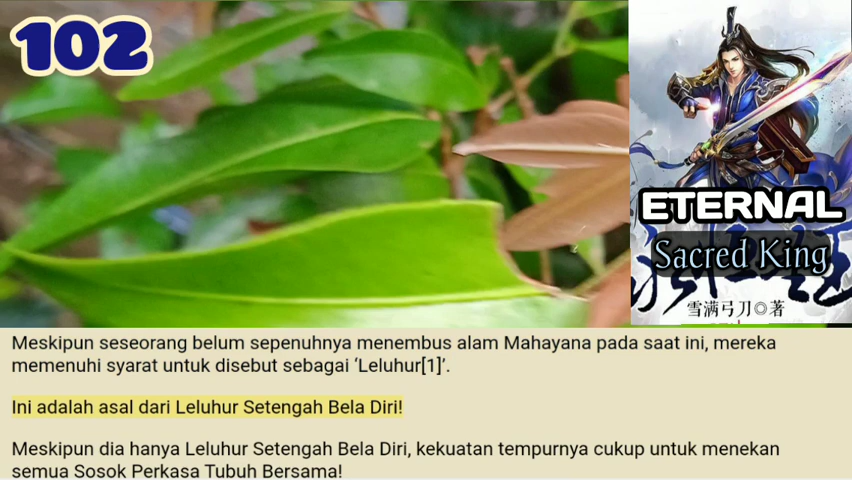 102
ETERNAL
Sacred King
雪满弓刀◎著
Meskipun seseorang belum sepenuhnya menembus alam Mahayana pada saat ini, mereka
memenuhi syarat untuk disebut sebagai ‘Leluhur[1]’.
Ini adalah asal dari Leluhur Setengah Bela Diri!
Meskipun dia hanya Leluhur Setengah Bela Diri, kekuatan tempurnya cukup untuk menekan
semua Sosok Perkasa Tubuh Bersama!